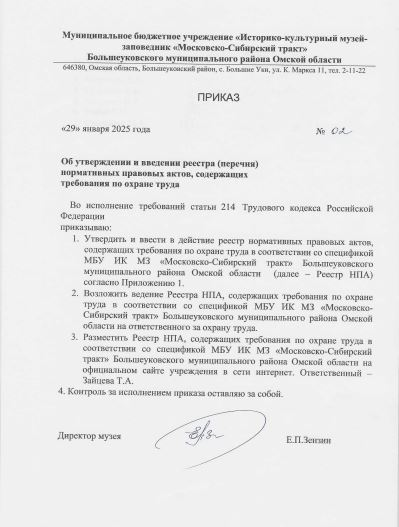 Муниципальное бюджетное учреждение «Историко-культурный музей-
заповедник «Московско-Сибирский тракт»
Большеуковского муниципального района Омской области
646380, Омская область, Большеуковский район, с. Большие Уки, ул. К. Маркса 11, тел. 2-11-22
ПРИКАЗ
«29» января 2025 года № 02
Об утверждении и введении реестра (перечня)
нормативных правовых актов, содержащих
требования по охране труда
Во исполнение требований статьи 214 Трудового кодекса Российской
Федерации
приказываю:
1. Утвердить и ввести в действие реестр нормативных правовых актов,
содержащих требования по охране труда в соответствии со спецификой
МБУ ИК МЗ «Московско-Сибирский тракт» Большеуковского
муниципального района Омской области (далее – Реестр НПА)
согласно Приложению 1.
2. Возложить ведение Реестра НПА, содержащих требования по охране
труда в соответствии со спецификой МБУ ИК МЗ «Московско-
Сибирский тракт» Большеуковского муниципального района Омской
области на ответственного за охрану труда.
3. Разместить Реестр НПА, содержащих требования по охране труда в
соответствии со спецификой МБУ ИК МЗ «Московско-Сибирский
тракт» Большеуковского муниципального района Омской области на
официальном сайте учреждения в сети интернет. Ответственный –
Зайцева Т.А.
4. Контроль за исполнением приказа оставляю за собой.
Директор музея Е.П.Зензин